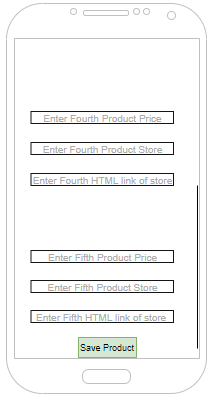 Enter Fourth Product Price
Enter Fourth Product Store
Enter Fourth HTML link of store
Enter Fifth Product Price
Enter Fifth Product Store
Enter Fifth HTML link of store
Save Product